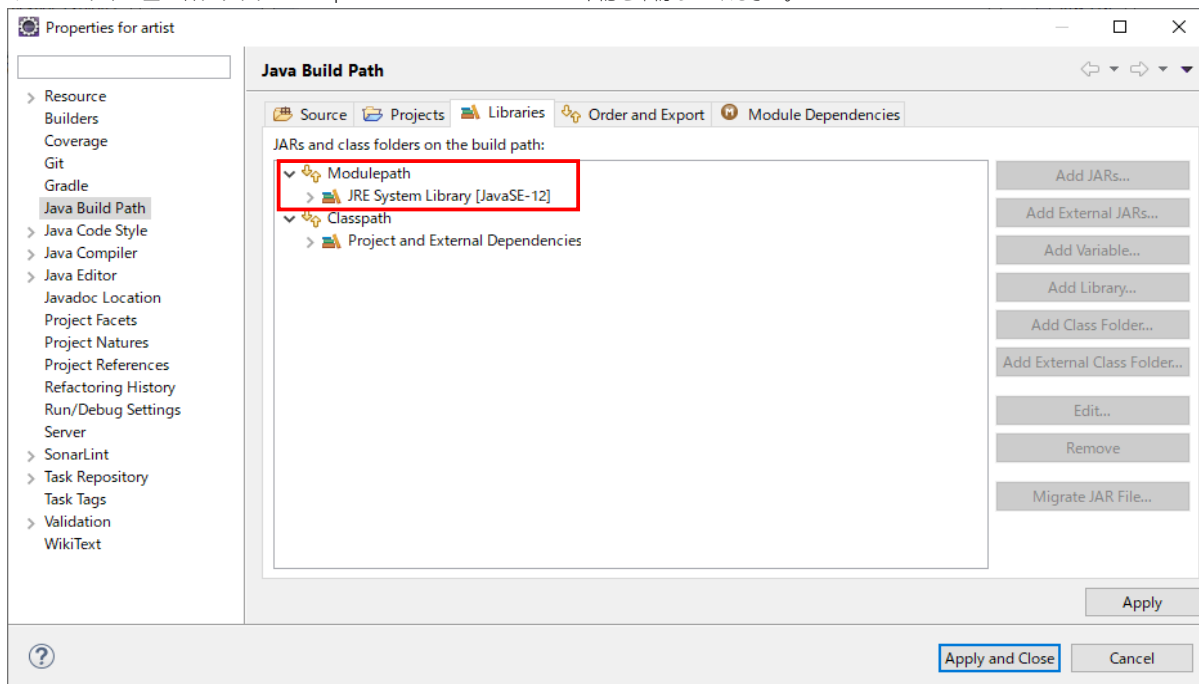 Properties for artist
Java Build Path
Resource
Builders
Coverage
Git
Gradle
Java Build Path
Java Code Style
Java Compiler
Java Editor
Javadoc Location
Project Facets
Project Natures
Project References
Refactoring History
Run/Debug Settings
Server
SonarLint
Task Repository
Task Tags
Validation
WikiText
Source Projects Libraries Order and Export Module Dependencies
JARs and class folders on the build path:
Modulepath
JRE System Library [JavaSE-12]
Classpath
Project and External Dependencies
Add JARs...
Add External JARs...
Add Variable...
Add Library...
Add Class Folder...
Add External Class Folder...
Edit...
Remove
Migrate JAR File...
Apply
Apply and Close Cancel